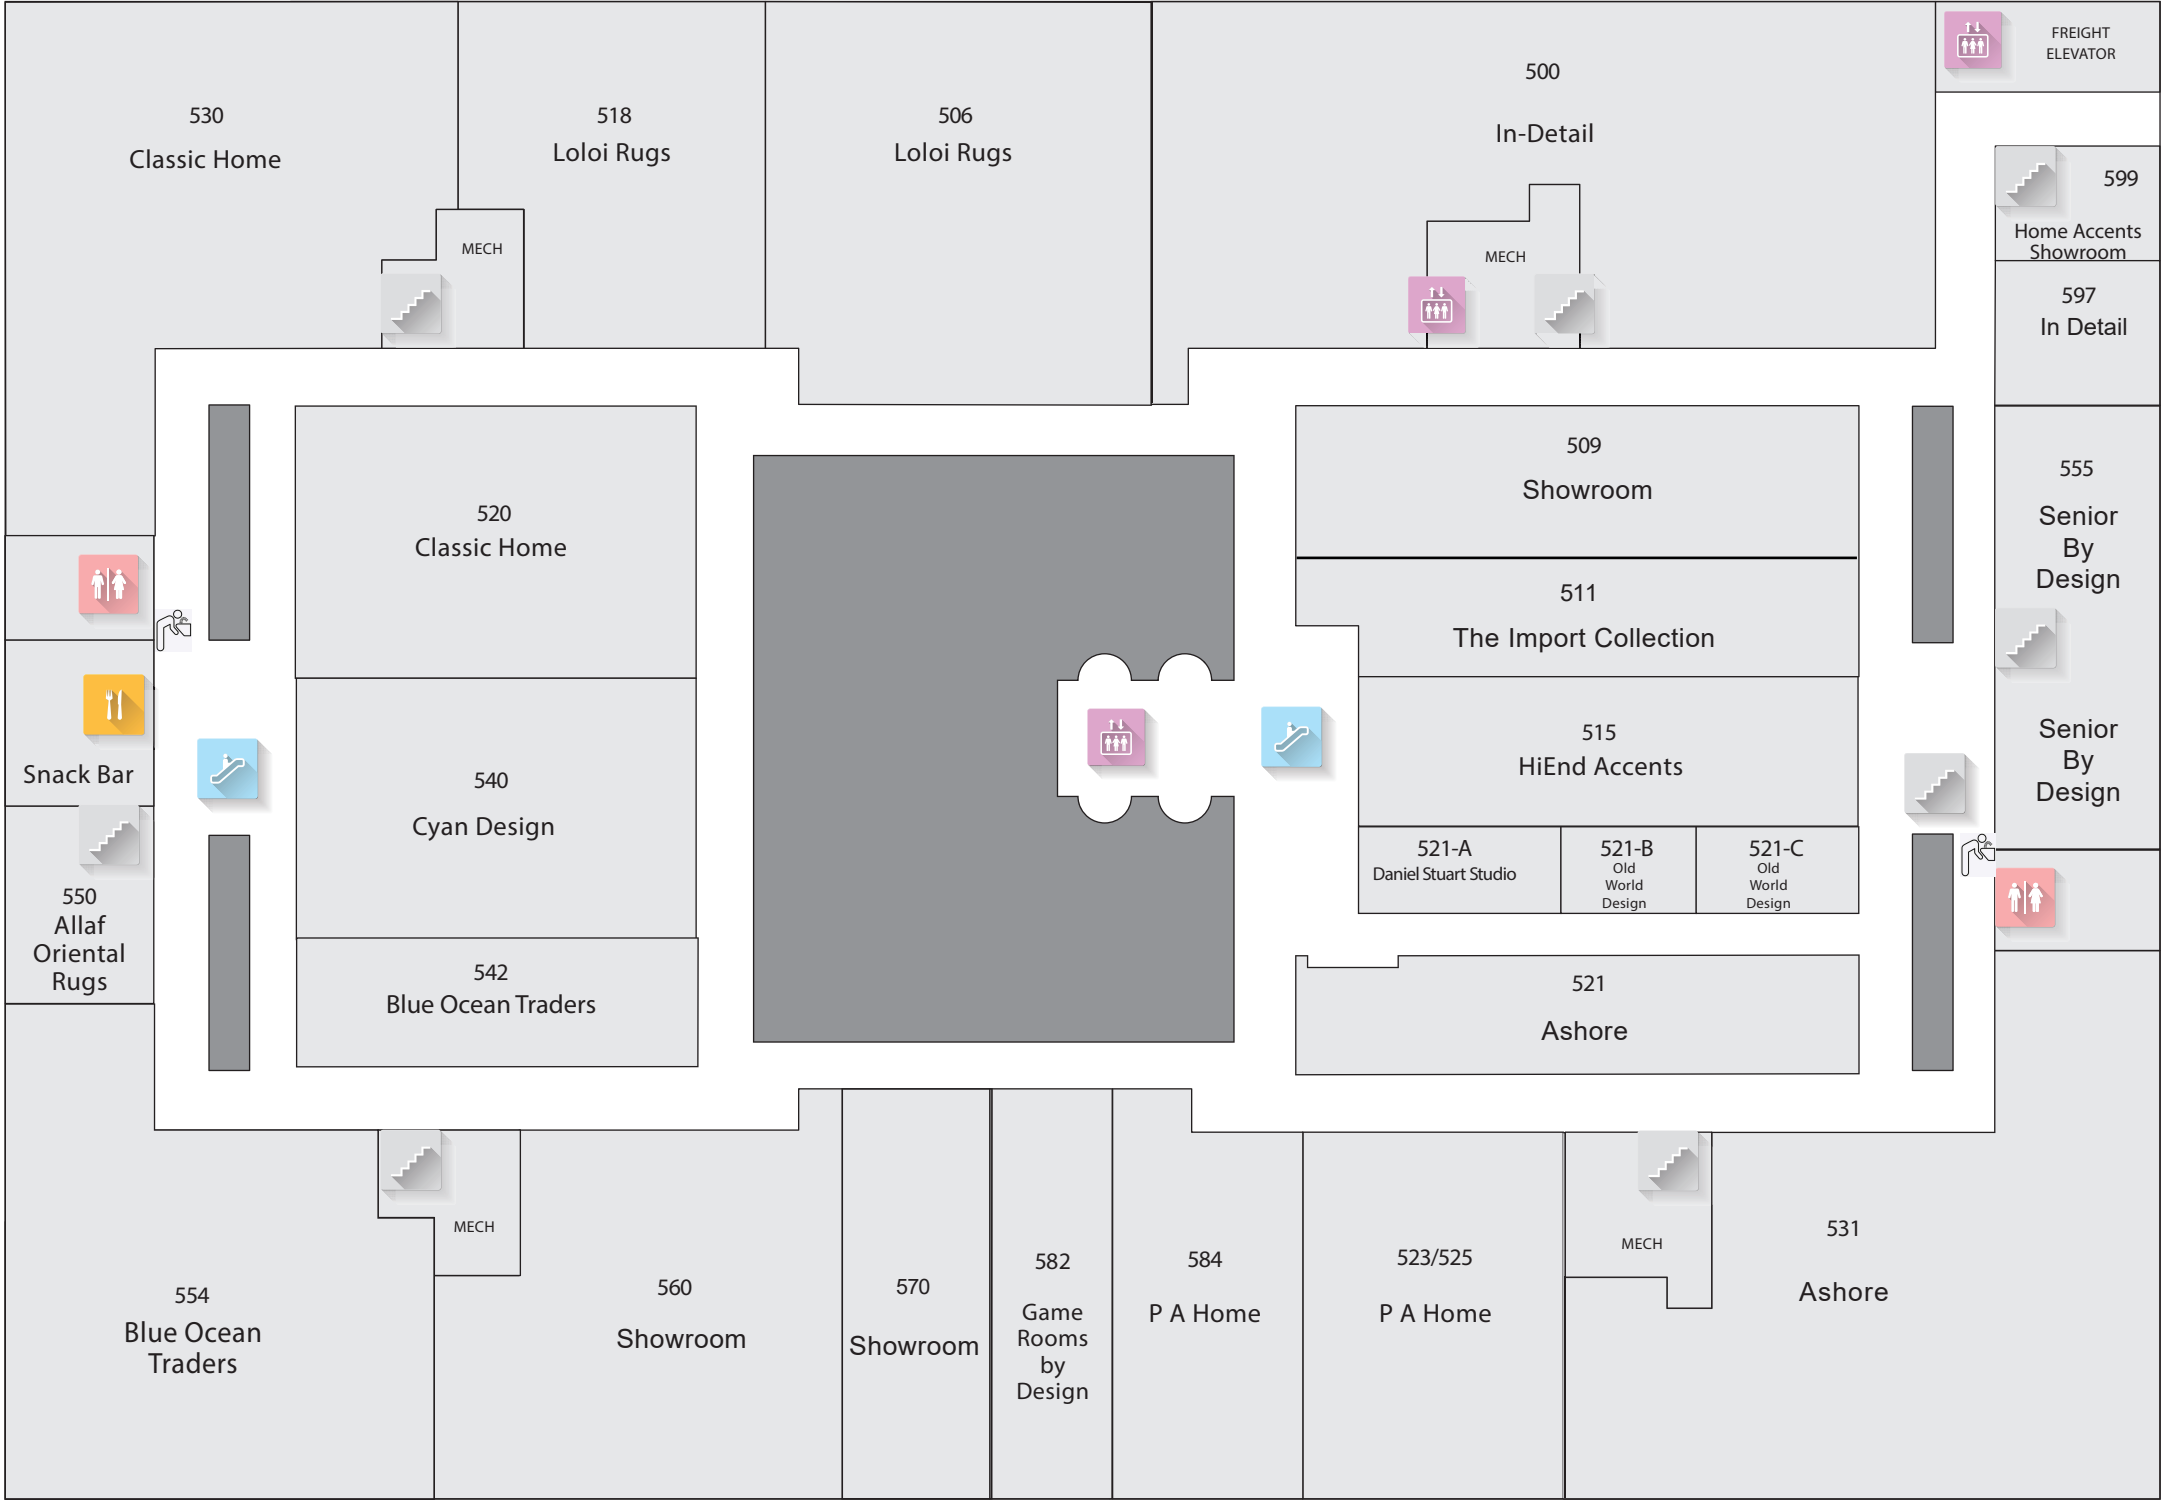 530
Classic Home
518
Loloi Rugs
506
Loloi Rugs
500
In-Detail
FREIGHT
ELEVATOR
MECH
MECH
599
Home Accents
Showroom
597
In Detail
520
Classic Home
509
Showroom
555
Senior
By
Design
511
The Import Collection
Snack Bar
540
Cyan Design
515
HiEnd Accents
Senior
By
Design
521-A
Daniel Stuart Studio
521-B
Old
World
Design
521-C
Old
World
Design
550
Allaf
Oriental
Rugs
542
Blue Ocean Traders
521
Ashore
554
Blue Ocean
Traders
MECH
560
Showroom
570
Showroom
582
Game
Rooms
by
Design
584
P A Home
523/525
P A Home
MECH
531
Ashore